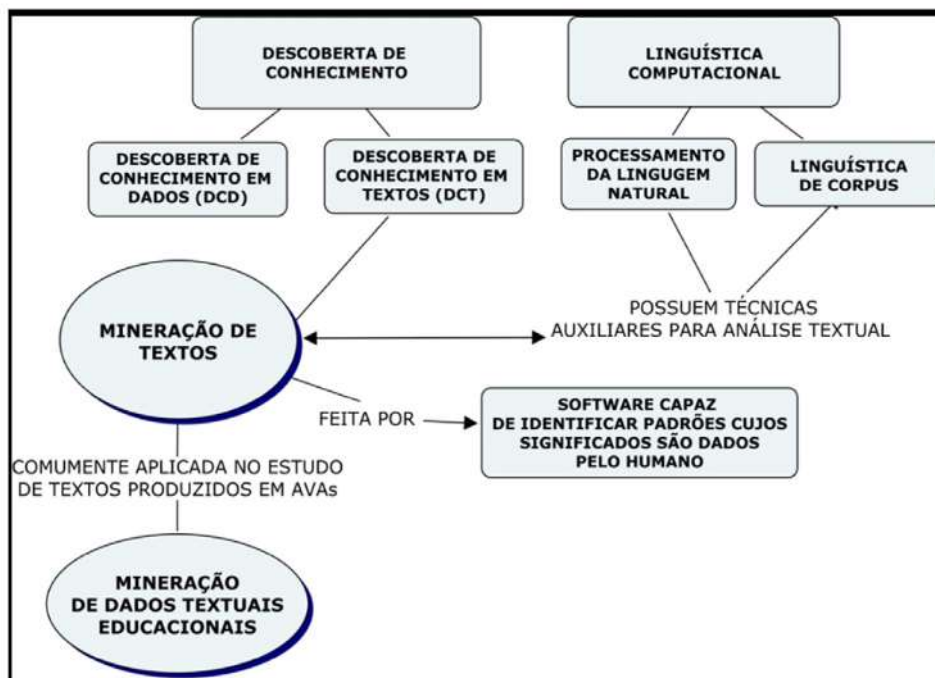 DESCOBERTA DE
CONHECIMENTO
LINGUÍSTICA
COMPUTACIONAL
DESCOBERTA DE
CONHECIMENTO EM
DADOS (DCD)
DESCOBERTA DE
CONHECIMENTO EM
TEXTOS (DCT)
PROCESSAMENTO
DA LINGUGEM
NATURAL
LINGUÍSTICA
DE CORPUS
MINERAÇÃO DE
TEXTOS
POSSUEM TÉCNICAS
AUXILIARES PARA ANÁLISE TEXTUAL
FEITA POR
SOFTWARE CAPAZ
DE IDENTIFICAR PADRÕES CUJOS
SIGNIFICADOS SÃO DADOS
PELO HUMANO
COMUMENTE APLICADA NO ESTUDO
DE TEXTOS PRODUZIDOS EM AVAs
MINERAÇÃO
DE DADOS TEXTUAIS
EDUCACIONAIS